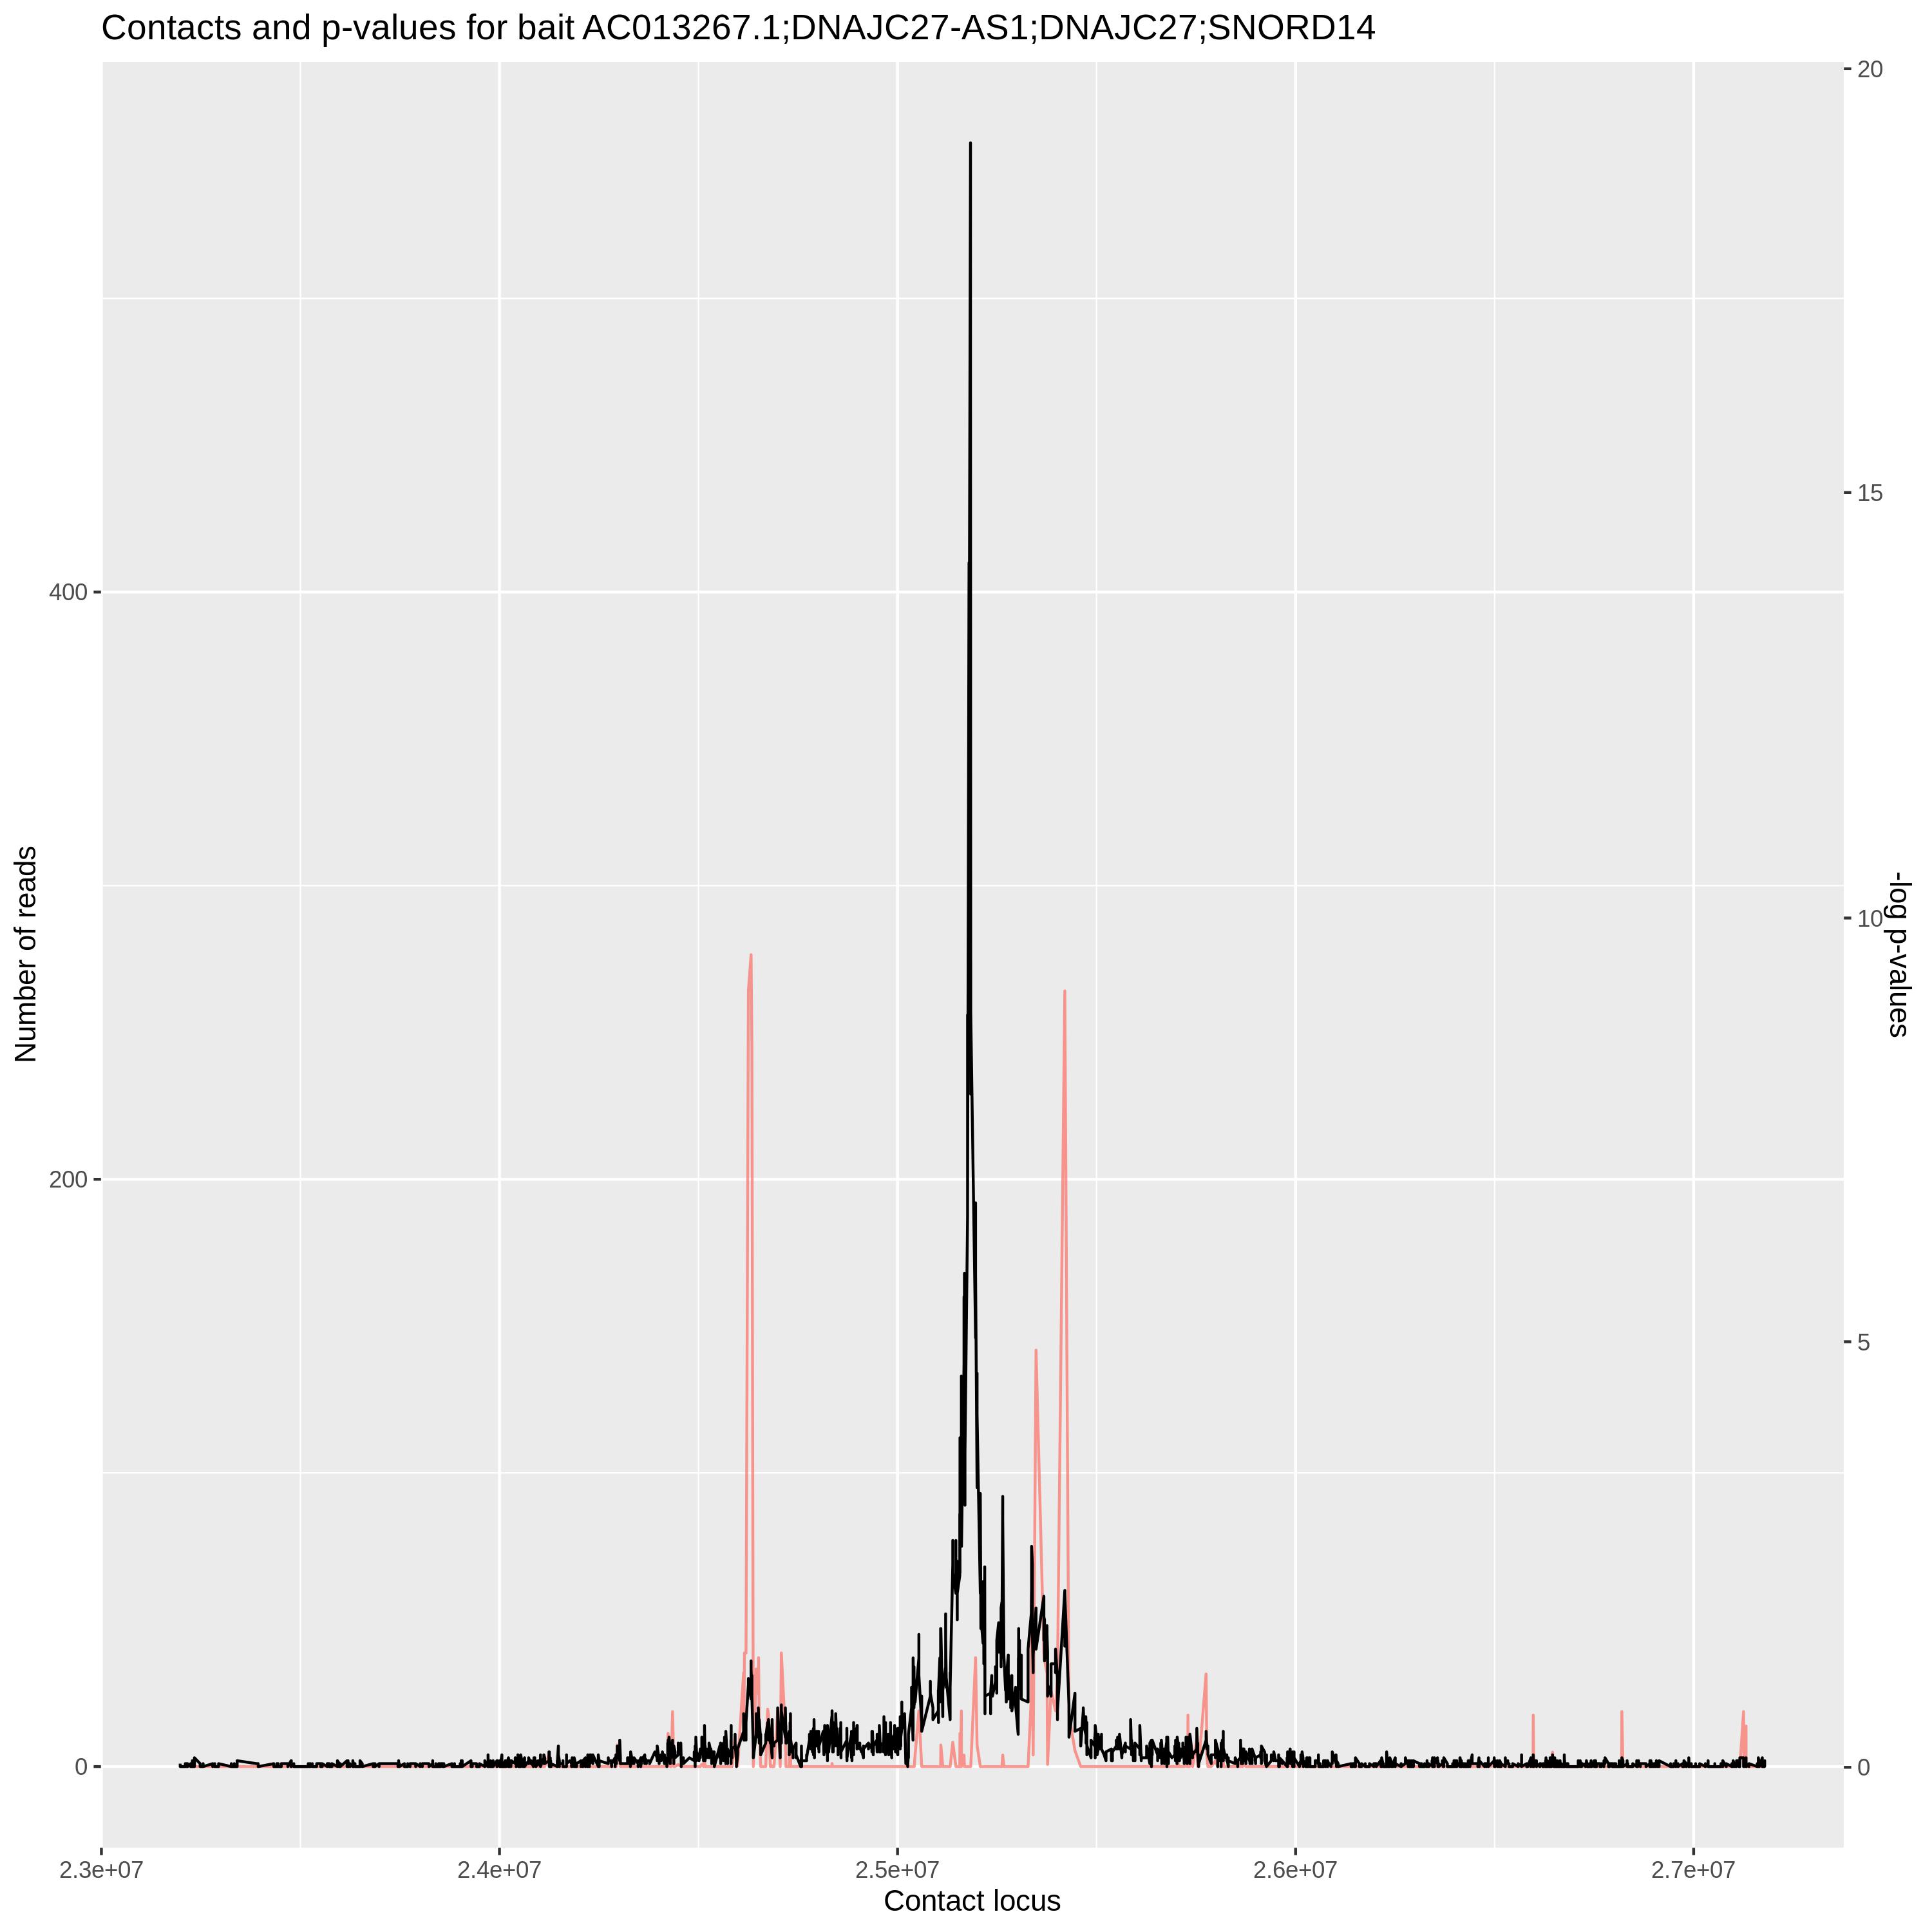 Contacts and p-values for bait AC013267.1;DNAJC27-AS1;DNAJC27;SNORD14
Number of reads
400
200
0
20
15
10
5
0
-log p-values
2.3e+07
2.4e+07
2.5e+07
2.6e+07
2.7e+07
Contact locus